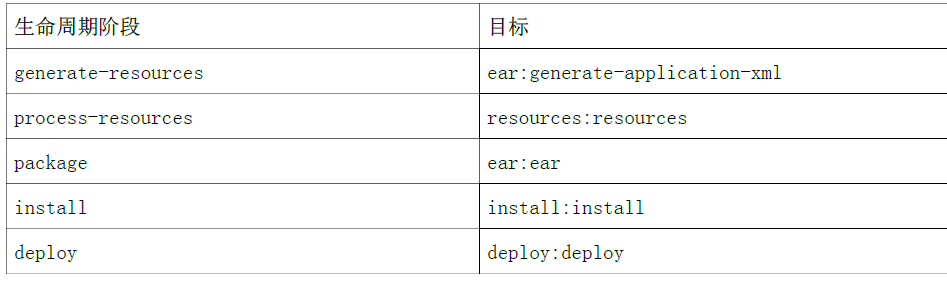 生命周期阶段 目标
generate-resources ear:generate-application-xml
process-resources resources:resources
package ear:ear
install install:install
deploy deploy:deploy